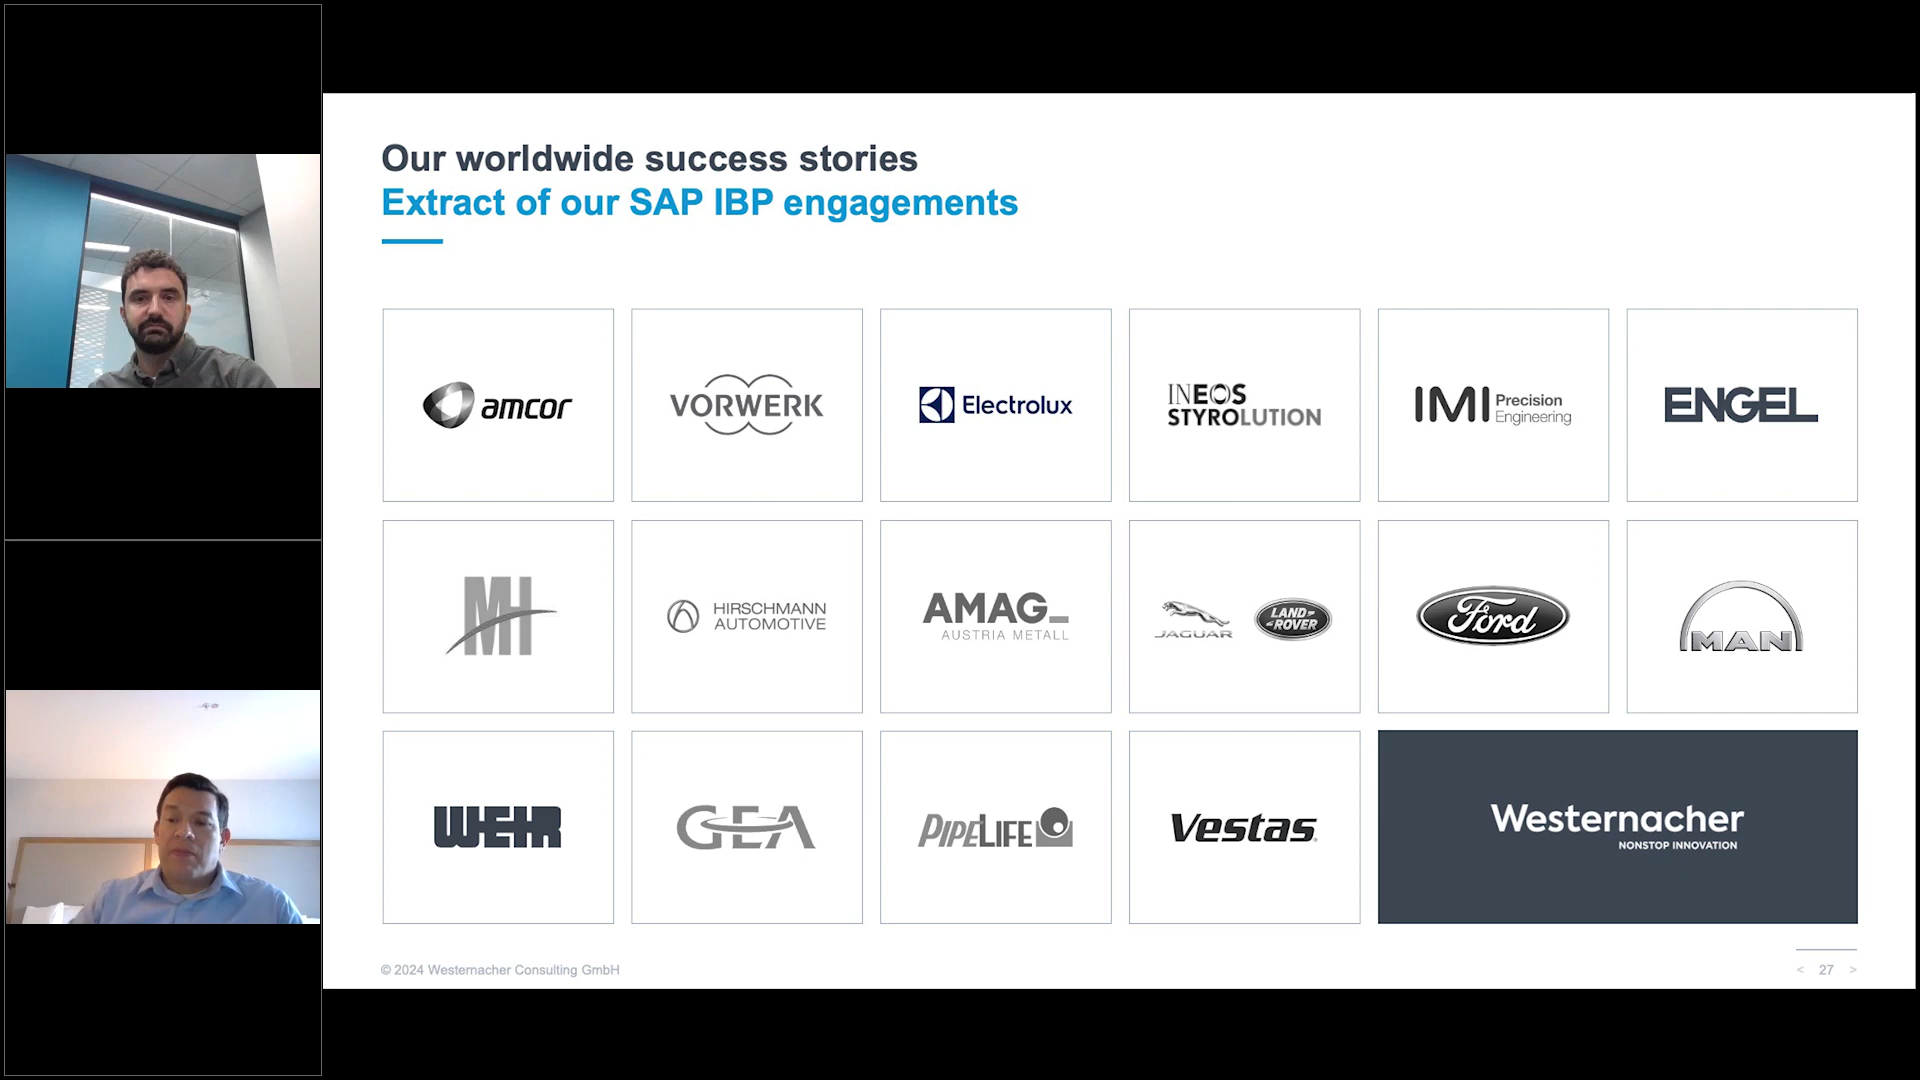 Our worldwide success stories
Extract of our SAP IBP engagements
amcor
VORWERK
Electrolux
INEOS
STYROLUTION
IMI Precision
Engineering
ENGEL
MH
HIRSCHMANN
AUTOMOTIVE
AMAG_
AUSTRIA METALL
JAGUAR
LAND-
ROVER
Ford
MAN
WEIR
GEA
PIPELIFE
Vestas
Westernacher
NONSTOP INNOVATION
© 2024 Westernacher Consulting GmbH
< 27 >